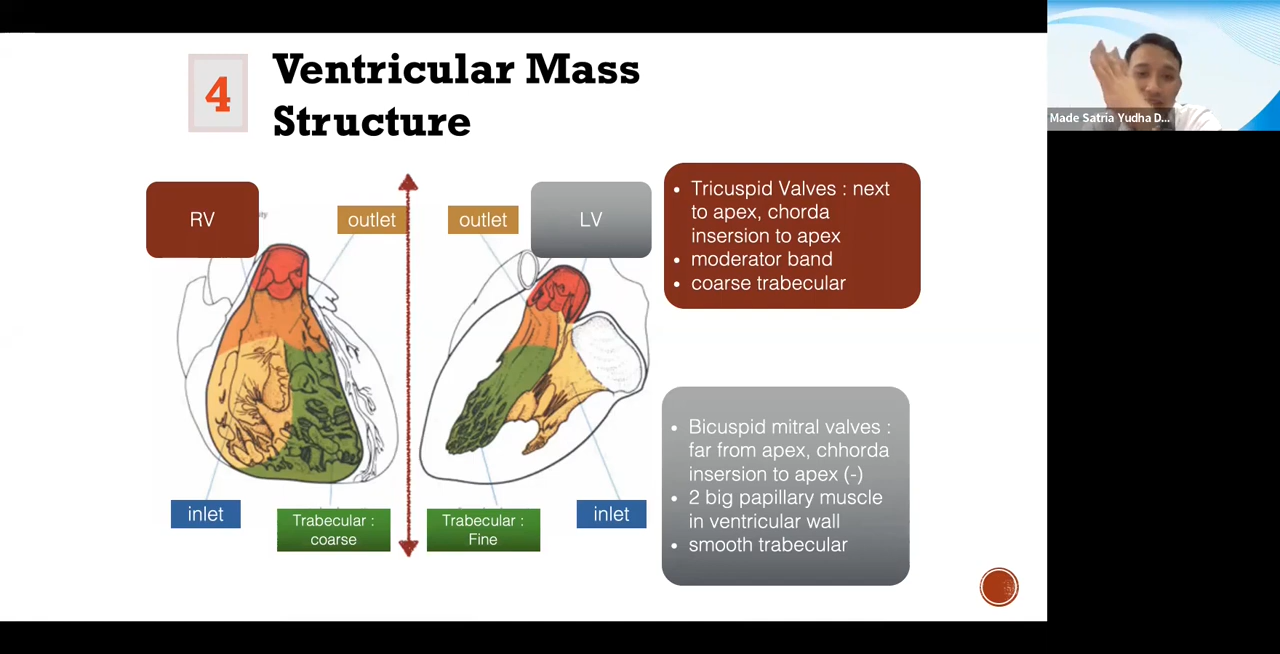 4
Ventricular Mass
Structure
RV
outlet
outlet
LV
inlet
Trabecular :
coarse
Trabecular :
Fine
inlet
• Tricuspid Valves : next
to apex, chorda
insersion to apex
• moderator band
• coarse trabecular
• Bicuspid mitral valves :
far from apex, chhorda
insersion to apex (-)
• 2 big papillary muscle
in ventricular wall
• smooth trabecular
Made Satria Yudha D...